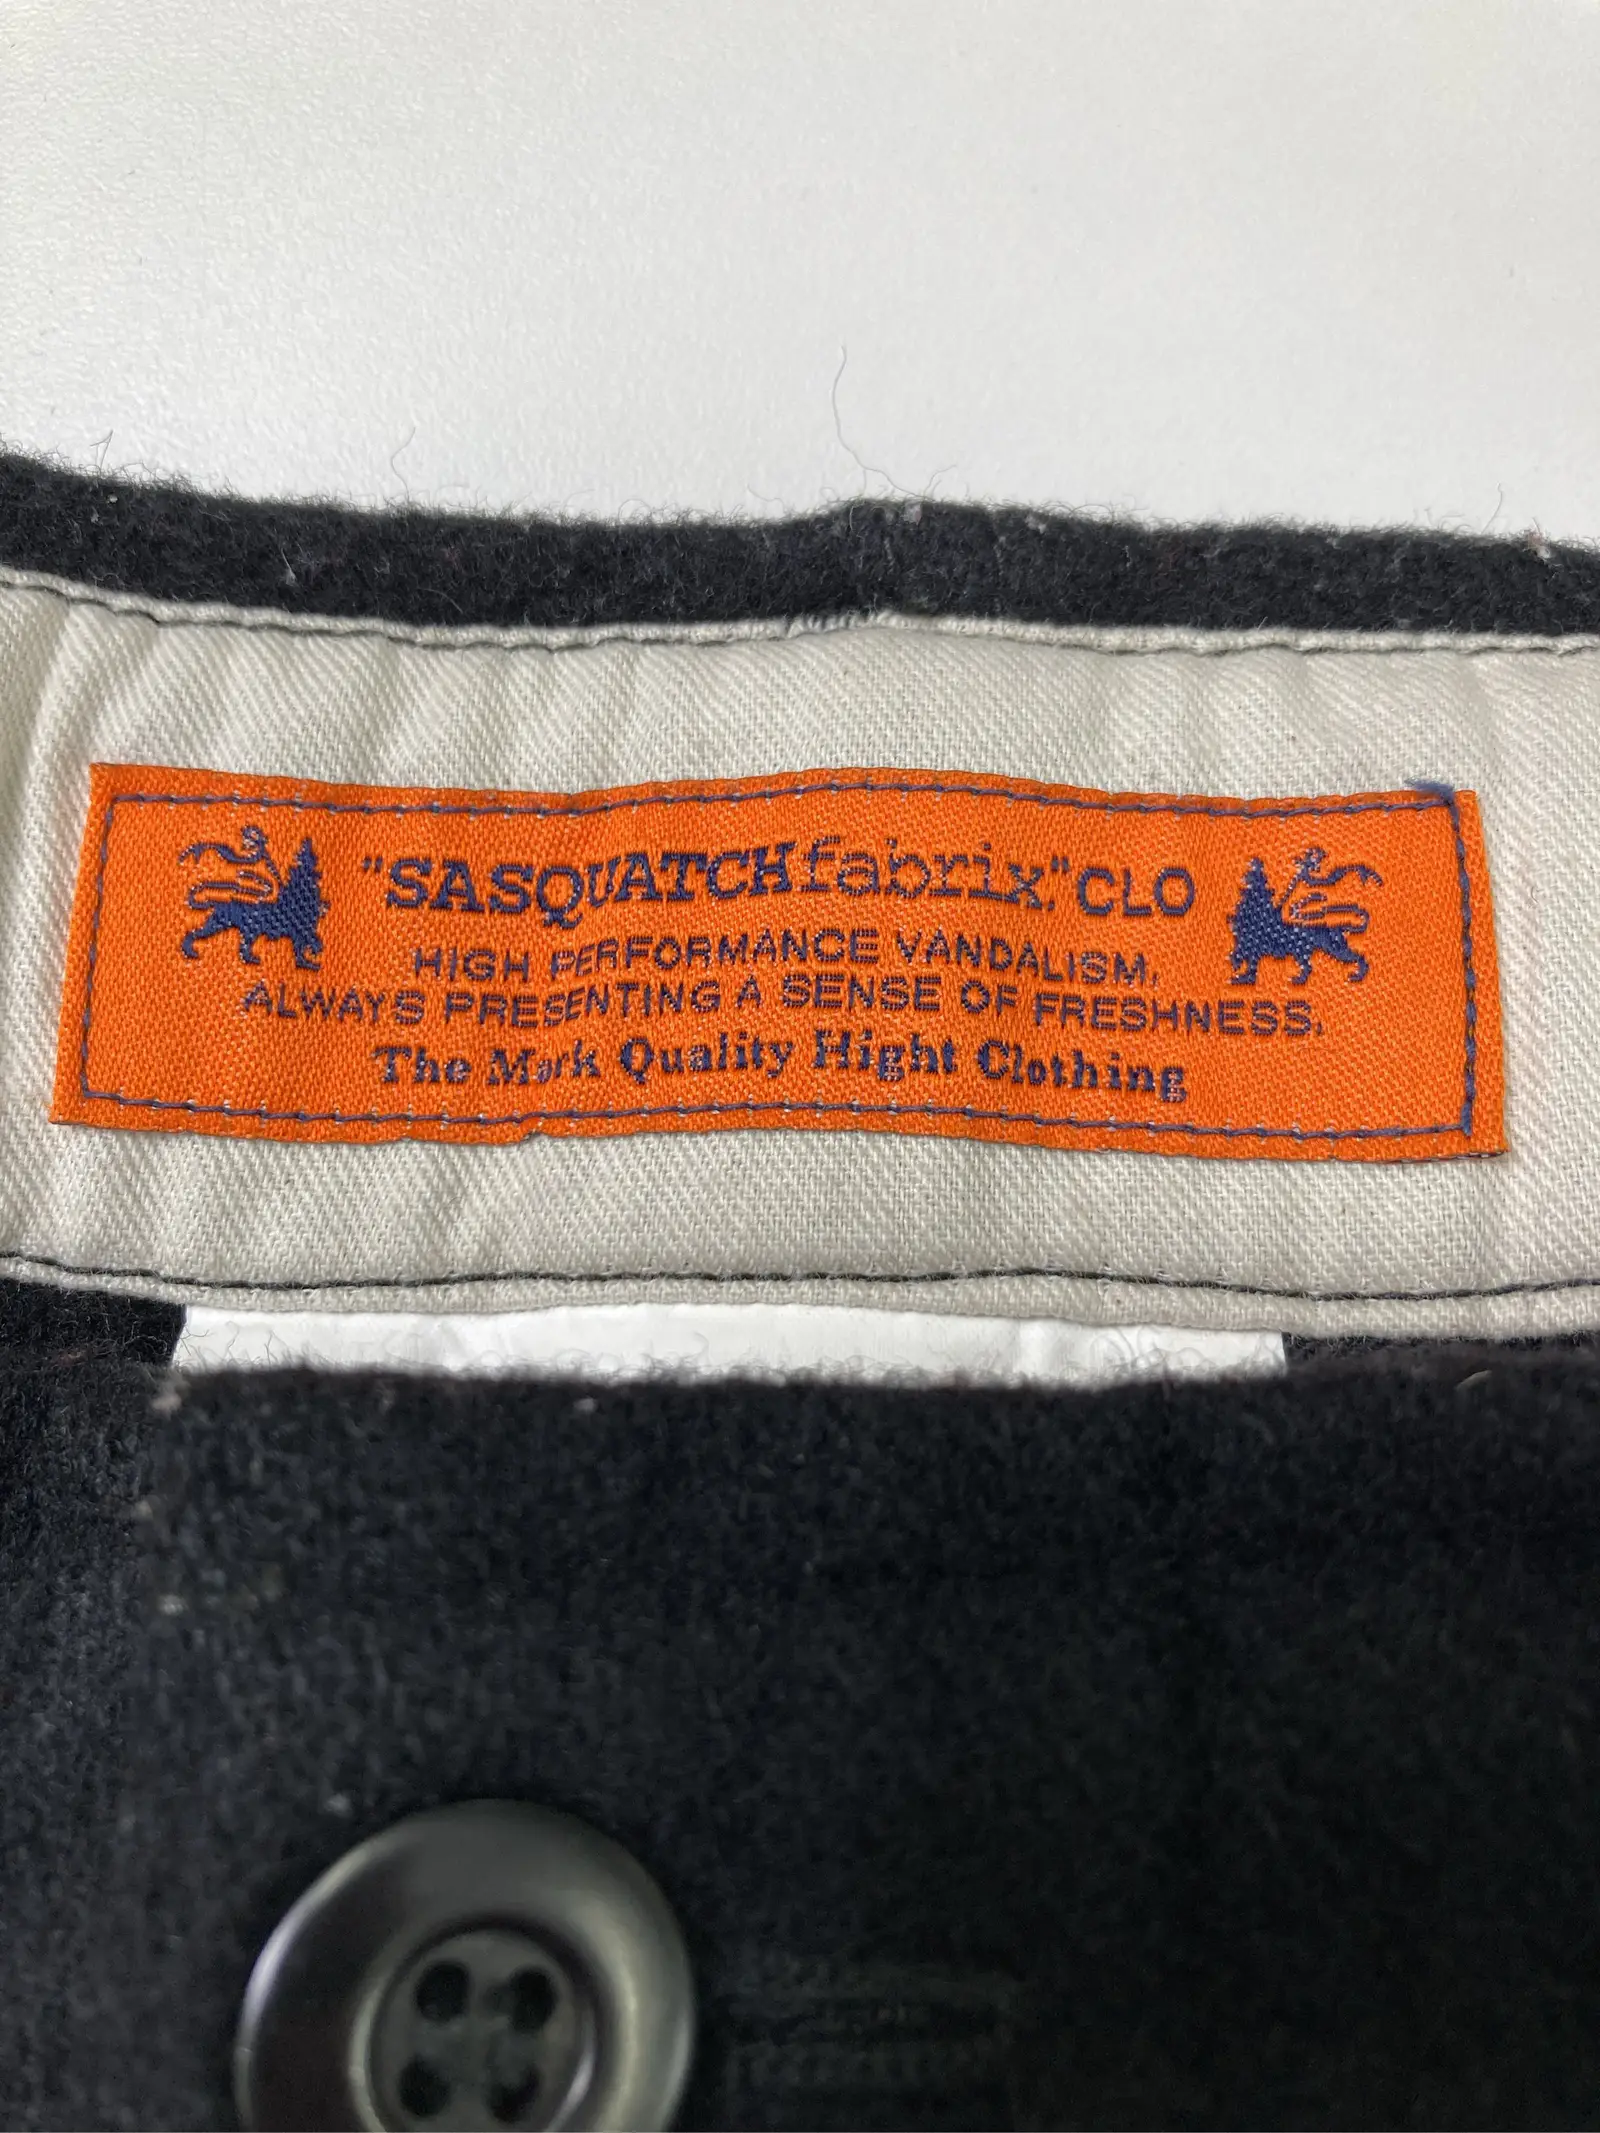 "SASQUATCHfabrix." CLO
HIGH PERFORMANCE VANDALISM.
ALWAYS PRESENTING A SENSE OF FRESHNESS.
The Mark Quality Hight Clothing